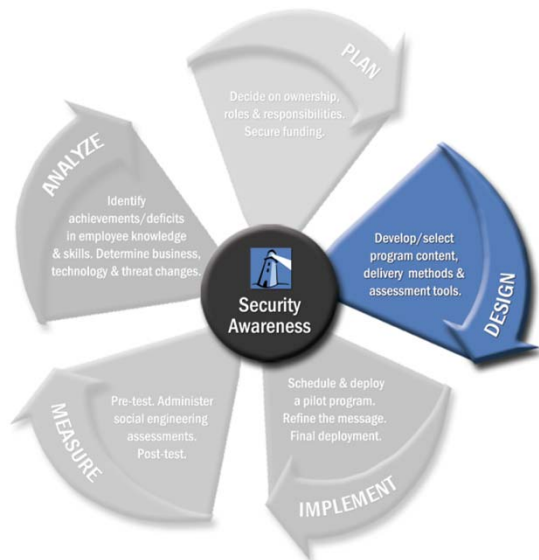 PLAN
Decide on ownership,
roles & responsibilities.
Secure funding.
DESIGN
Develop/select
program content,
delivery methods &
assessment tools.
IMPLEMENT
Schedule & deploy
a pilot program.
Refine the message.
Final deployment.
MEASURE
Pre-test. Administer
social engineering
assessments.
Post-test.
ANALYZE
Identify
achievements/deficits
in employee knowledge
& skills. Determine business,
technology & threat changes.
Security
Awareness